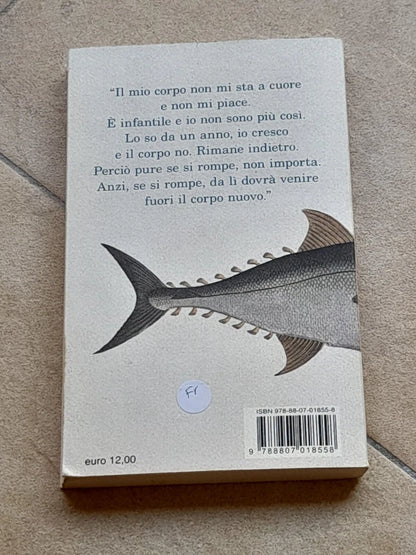 “Il mio corpo non mi sta a cuore
e non mi piace.
È infantile e io non sono più così.
Lo so da un anno, io cresco
e il corpo no. Rimane indietro.
Perciò pure se si rompe, non importa.
Anzi, se si rompe, da lì dovrà venire
fuori il corpo nuovo.”
Fr
ISBN 978-88-07-01855-8
9 788807 018558
euro 12,00